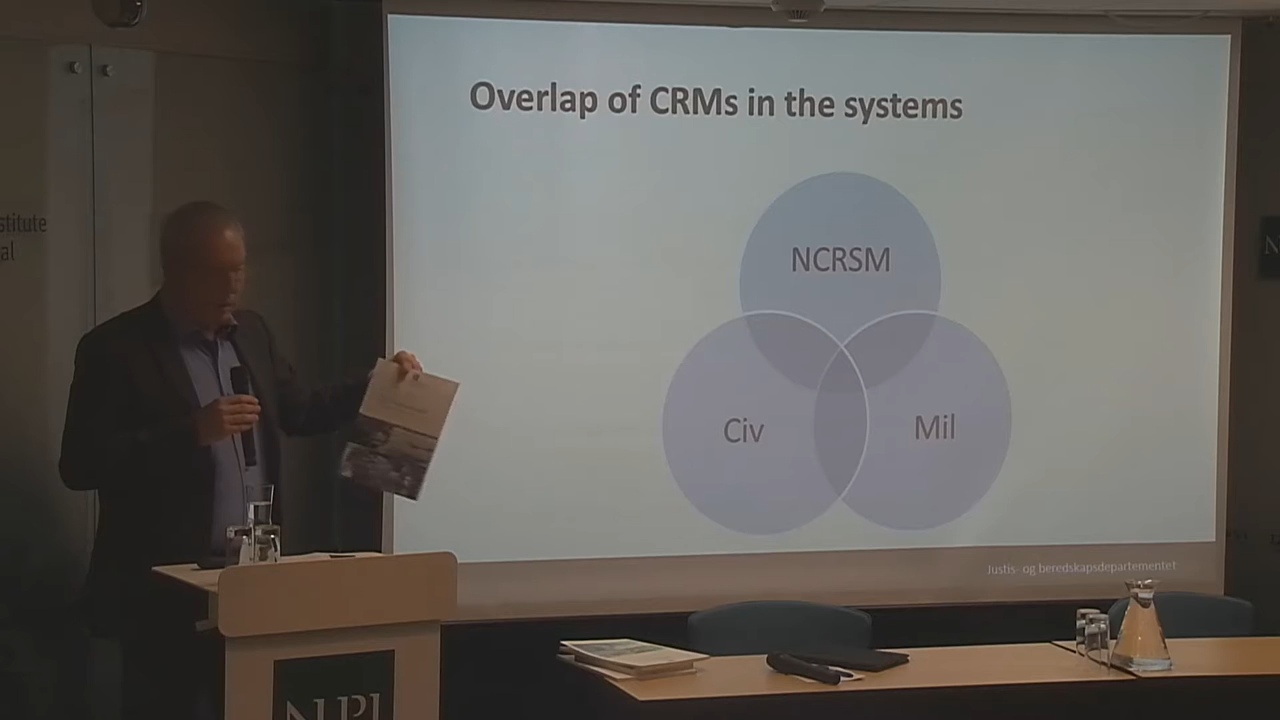 Overlap of CRMs in the systems
stitute
al
NCRSM
Civ
Mil
Justis- og beredskapsdepartementet
NUPI